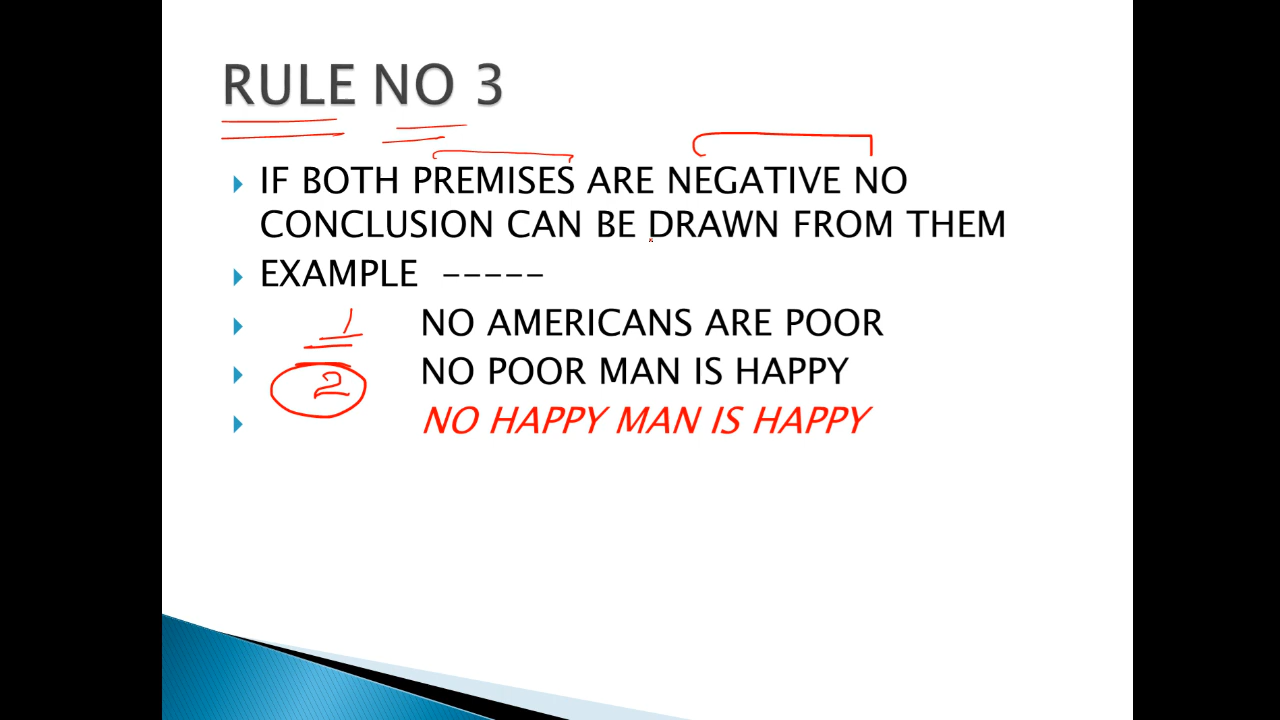 RULE NO 3
IF BOTH PREMISES ARE NEGATIVE NO
CONCLUSION CAN BE DRAWN FROM THEM
EXAMPLE -----
1 NO AMERICANS ARE POOR
2 NO POOR MAN IS HAPPY
NO HAPPY MAN IS HAPPY